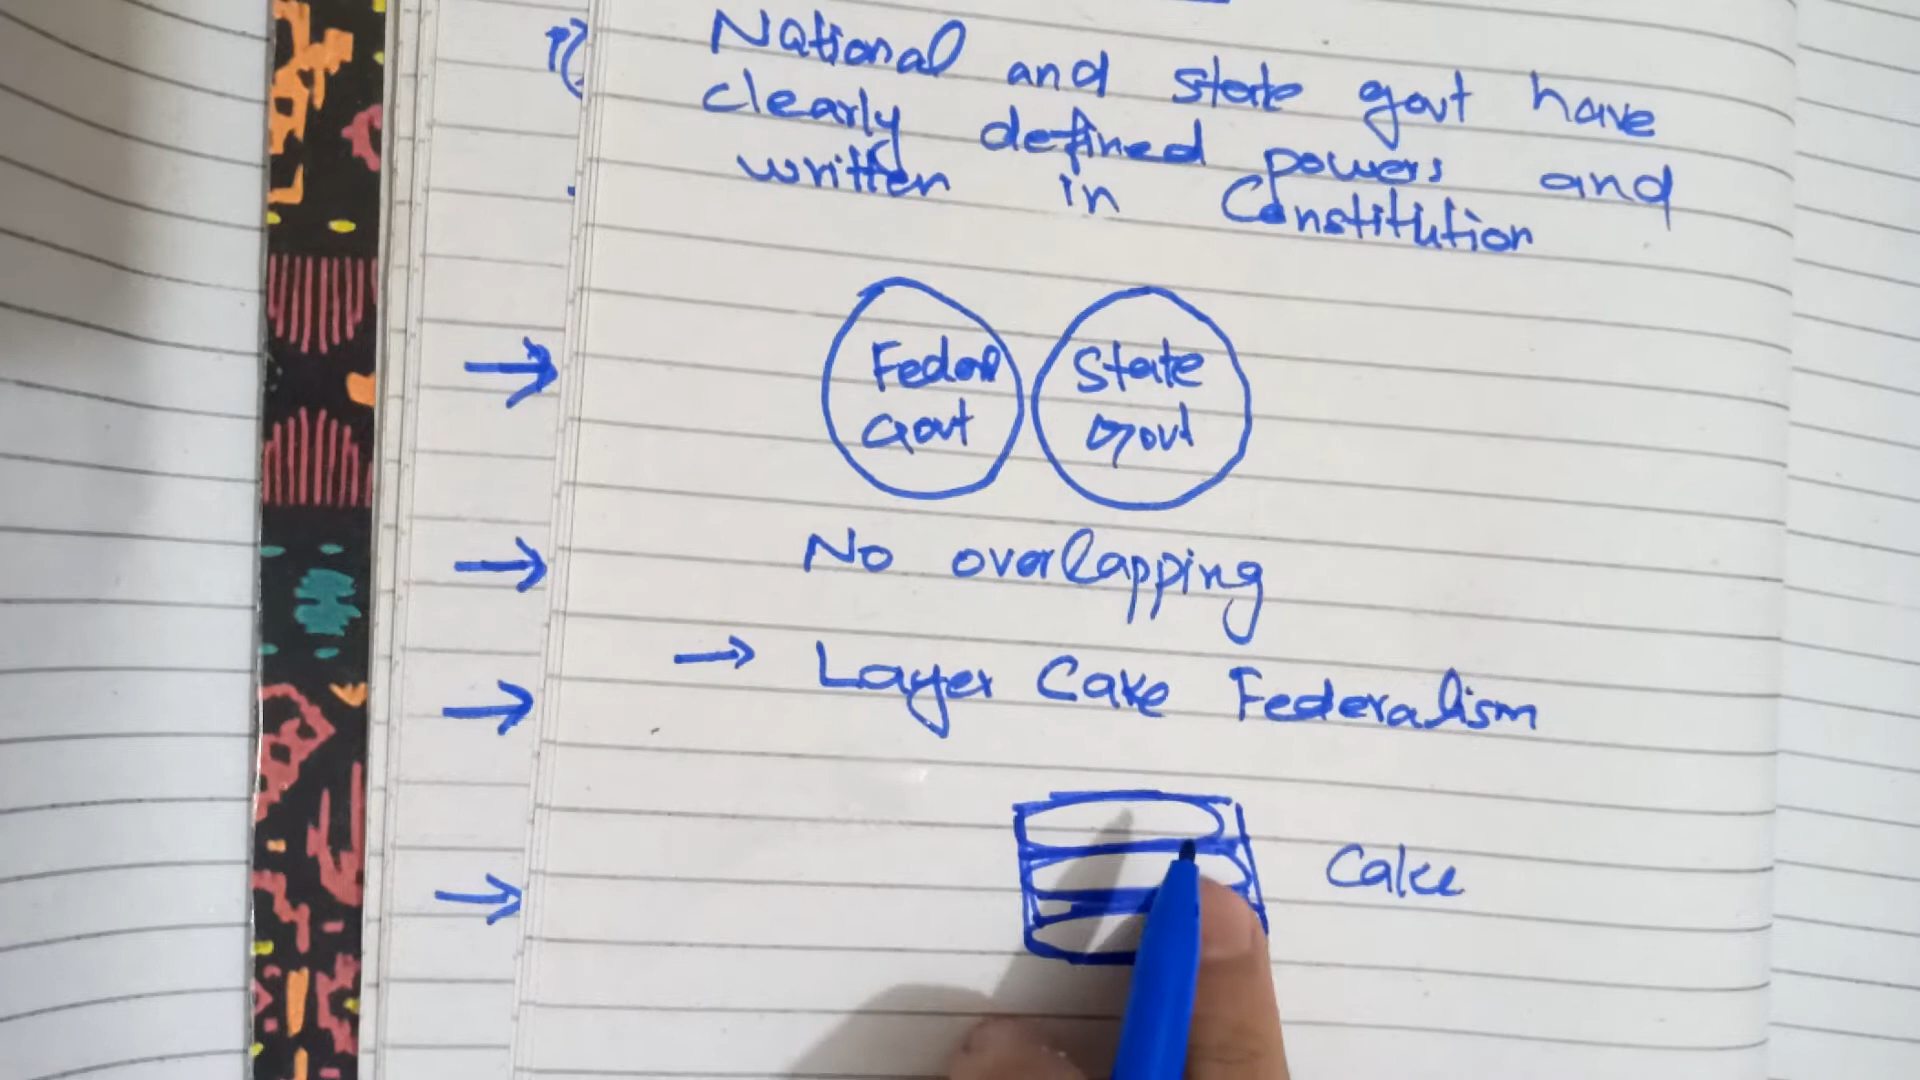 National and state govt have
clearly defined powers and
written in Constitution
Federal Govt
State govt
No overlapping
→ Layer Cake Federalism
Cake